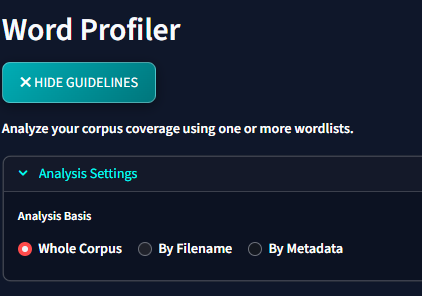 Word Profiler
✕ HIDE GUIDELINES
Analyze your corpus coverage using one or more wordlists.
Analysis Settings
Analysis Basis
Whole Corpus By Filename By Metadata